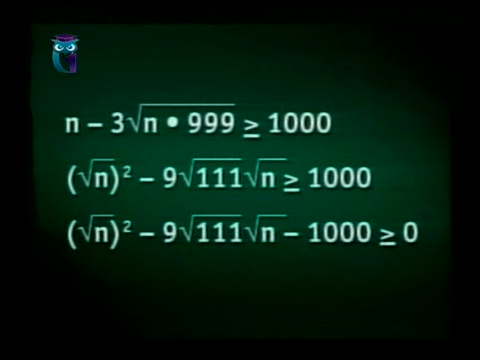 n – 3√n • 999 ≥ 1000
(√n)² – 9√111√n ≥ 1000
(√n)² – 9√111√n – 1000 ≥ 0